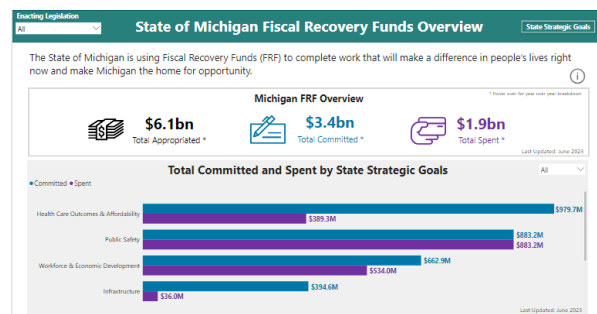 Enacting Legislation
All
State of Michigan Fiscal Recovery Funds Overview
State Strategic Goals
The State of Michigan is using Fiscal Recovery Funds (FRF) to complete work that will make a difference in people's lives right
now and make Michigan the home for opportunity.
i
Michigan FRF Overview
* Hover over for year over year breakdown
$6.1bn
Total Appropriated *
$3.4bn
Total Committed *
$1.9bn
Total Spent *
Last Updated: June 2023
Total Committed and Spent by State Strategic Goals
All
Committed Spent
Health Care Outcomes & Affordability
$979.7M
$389.3M
Public Safety
$883.2M
$883.2M
Workforce & Economic Development
$662.9M
$534.0M
Infrastructure
$394.6M
$36.0M
Last Updated: June 2023